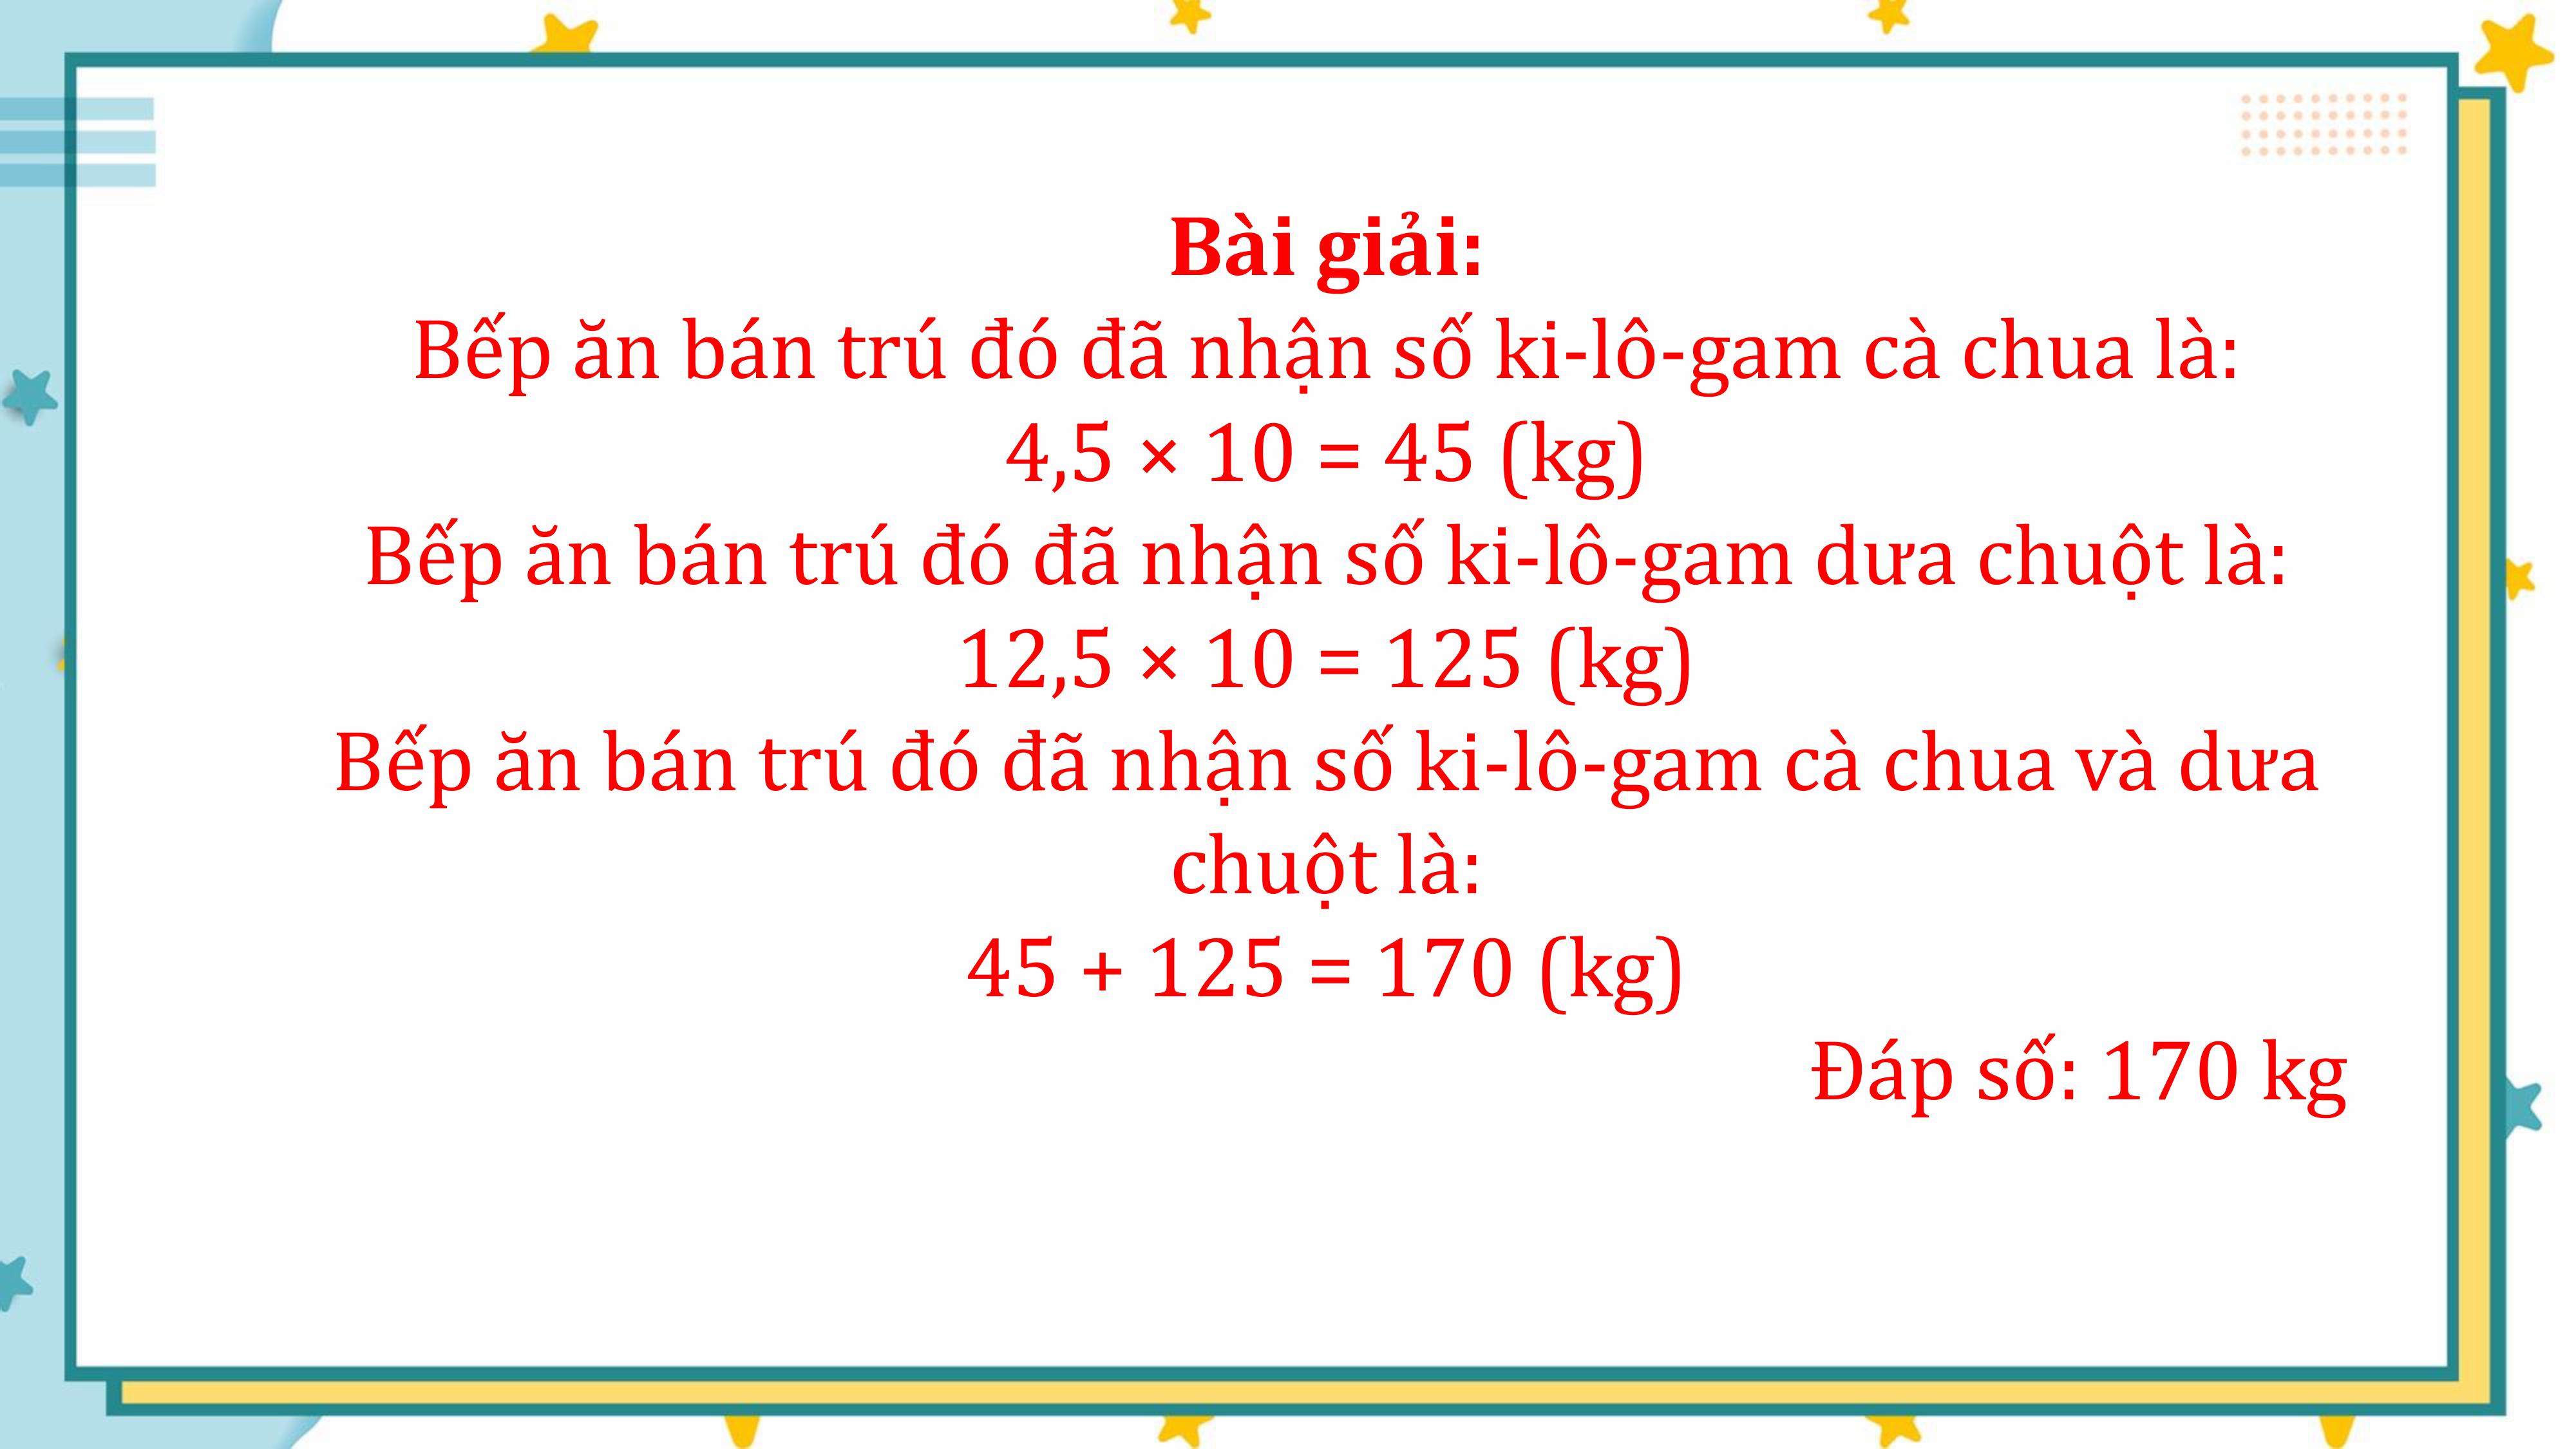 Bài giải:
Bếp ăn bán trú đó đã nhận số ki-lô-gam cà chua là:
4,5 × 10 = 45 (kg)
Bếp ăn bán trú đó đã nhận số ki-lô-gam dưa chuột là:
12,5 × 10 = 125 (kg)
Bếp ăn bán trú đó đã nhận số ki-lô-gam cà chua và dưa
chuột là:
45 + 125 = 170 (kg)
Đáp số: 170 kg